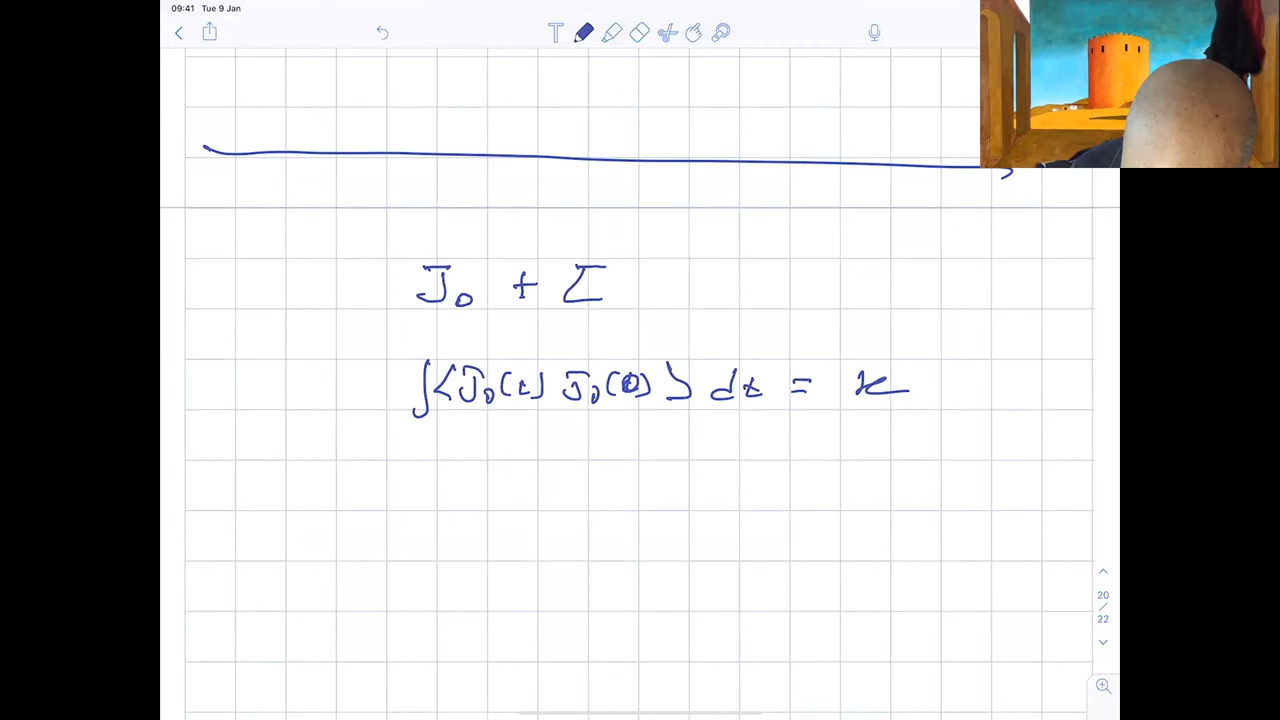 09:41 Tue 9 Jan
T
J₀ + Σ
∫⟨J₀(t) J₀(0)⟩ dt = ϰ
20
/
22